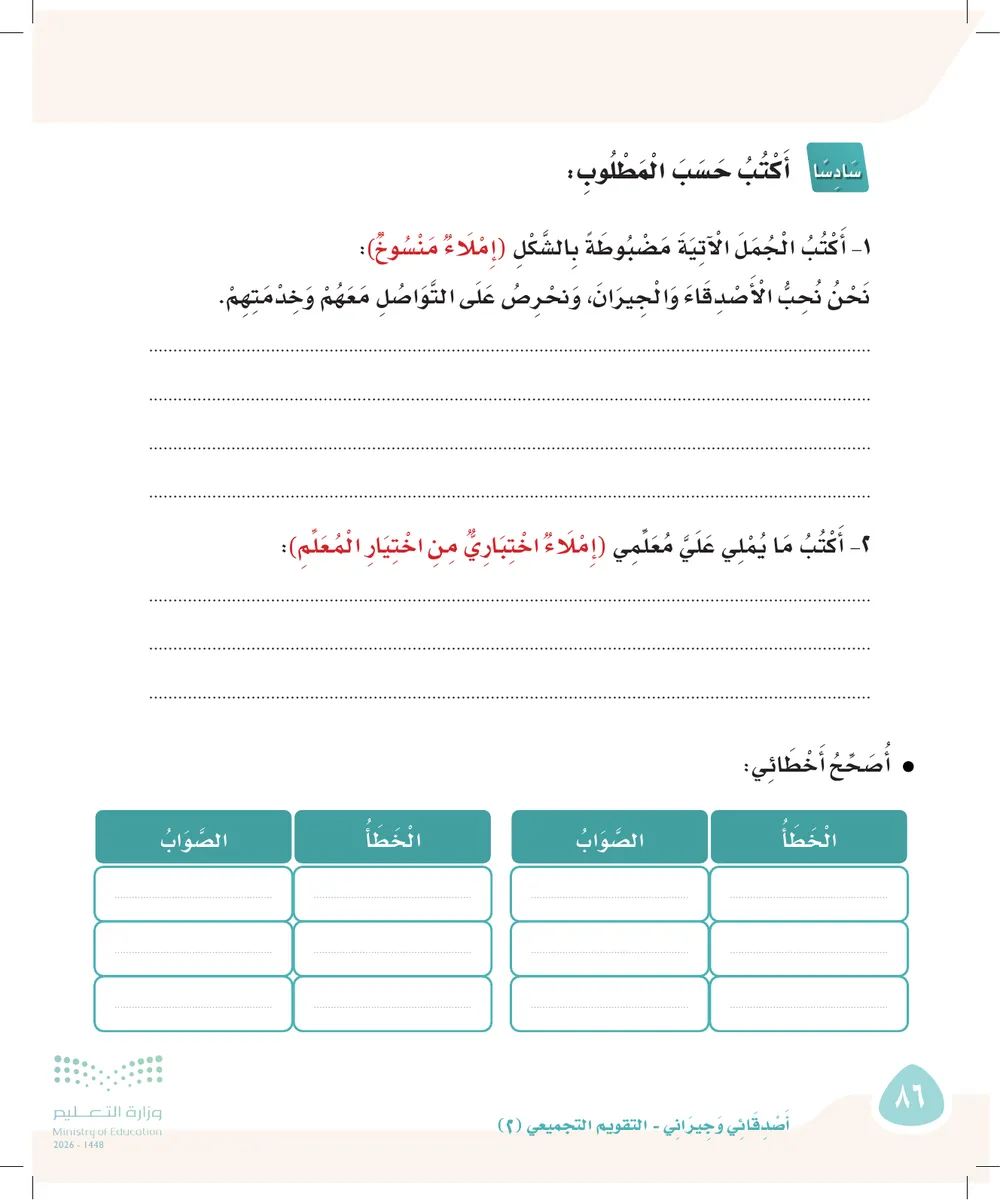 سَادِسًا أَكْتُبُ حَسَبَ الْمَطْلُوبِ:
١- أَكْتُبُ الْجُمَلَ الْآتِيَةَ مَضْبُوطَةً بِالشَّكْلِ (إِمْلَاءٌ مَنْسُوخٌ):
نَحْنُ نُحِبُّ الْأَصْدِقَاءَ وَالْجِيرَانَ، وَنَحْرِصُ عَلَى التَّوَاصُلِ مَعَهُمْ وَخِدْمَتِهِمْ.
٢- أَكْتُبُ مَا يُمْلِي عَلَيَّ مُعَلِّمِي (إِمْلَاءٌ اخْتِبَارِيٌّ مِنِ اخْتِيَارِ الْمُعَلِّمِ):
● أُصَحِّحُ أَخْطَائِي:
الْخَطَأُ الصَّوَابُ الْخَطَأُ الصَّوَابُ
٨٦
أَصْدِقَائِي وَجِيرَانِي - التقويم التجميعي (٢)
وزارة التعـــليم
Ministry of Education
2026 - 1448